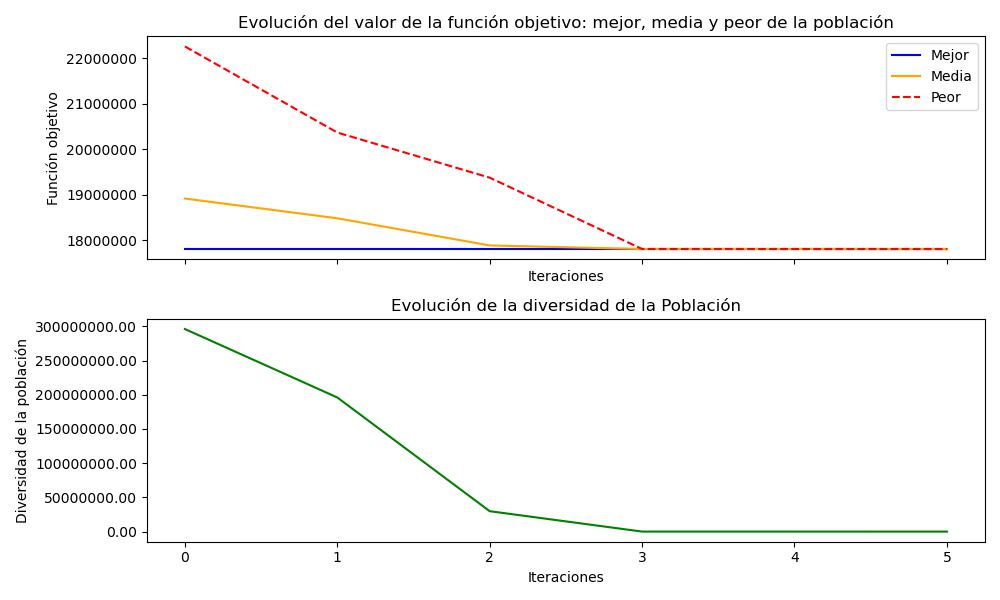 Evolución del valor de la función objetivo: mejor, media y peor de la población
22000000
21000000
20000000
19000000
18000000
Función objetivo
Mejor
Media
Peor
Iteraciones
Evolución de la diversidad de la Población
300000000.00
250000000.00
200000000.00
150000000.00
100000000.00
50000000.00
0.00
Diversidad de la población
0 1 2 3 4 5
Iteraciones